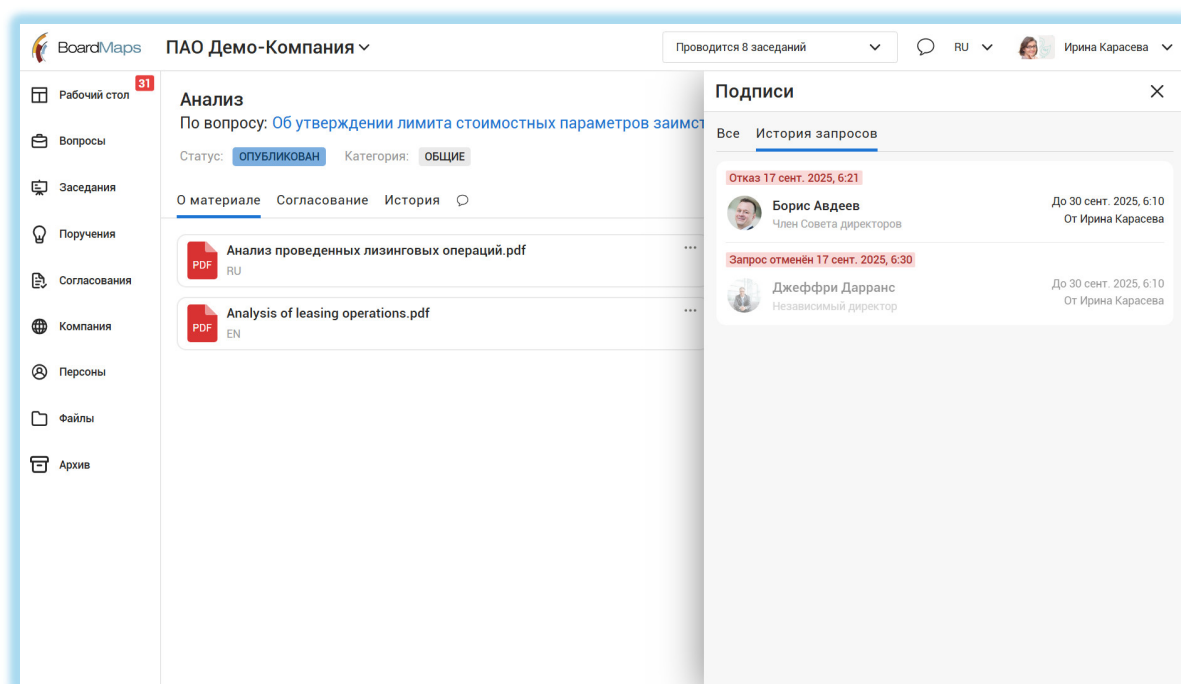 BoardMaps
ПАО Демо-Компания
Проводится 8 заседаний
RU
Ирина Карасева
Рабочий стол
31
Вопросы
Заседания
Поручения
Согласования
Компания
Персоны
Файлы
Архив
Анализ
По вопросу: Об утверждении лимита стоимостных параметров заимст
Статус: ОПУБЛИКОВАН Категория: ОБЩИЕ
О материале Согласование История
PDF
Анализ проведенных лизинговых операций.pdf
RU
PDF
Analysis of leasing operations.pdf
EN
Подписи
Все История запросов
Отказ 17 сент. 2025, 6:21
Борис Авдеев
Член Совета директоров
До 30 сент. 2025, 6:10
От Ирина Карасева
Запрос отменён 17 сент. 2025, 6:30
Джеффри Дарранс
Независимый директор
До 30 сент. 2025, 6:10
От Ирина Карасева